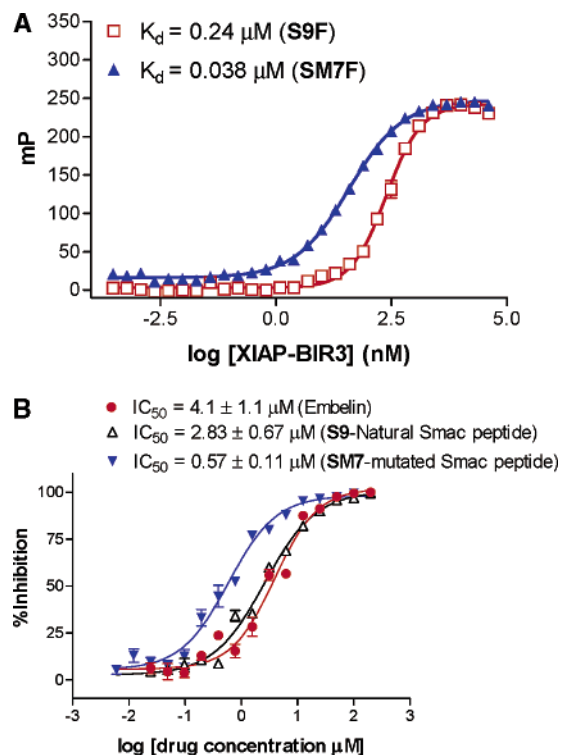 A
K_d = 0.24 μM (S9F)
K_d = 0.038 μM (SM7F)
350
300
250
200
150
100
50
0
mP
-2.5
0.0
2.5
5.0
log [XIAP-BIR3] (nM)
B
IC_50 = 4.1 ± 1.1 μM (Embelin)
IC_50 = 2.83 ± 0.67 μM (S9-Natural Smac peptide)
IC_50 = 0.57 ± 0.11 μM (SM7-mutated Smac peptide)
100
75
50
25
0
%Inhibition
-3
-2
-1
0
1
2
3
log [drug concentration μM]